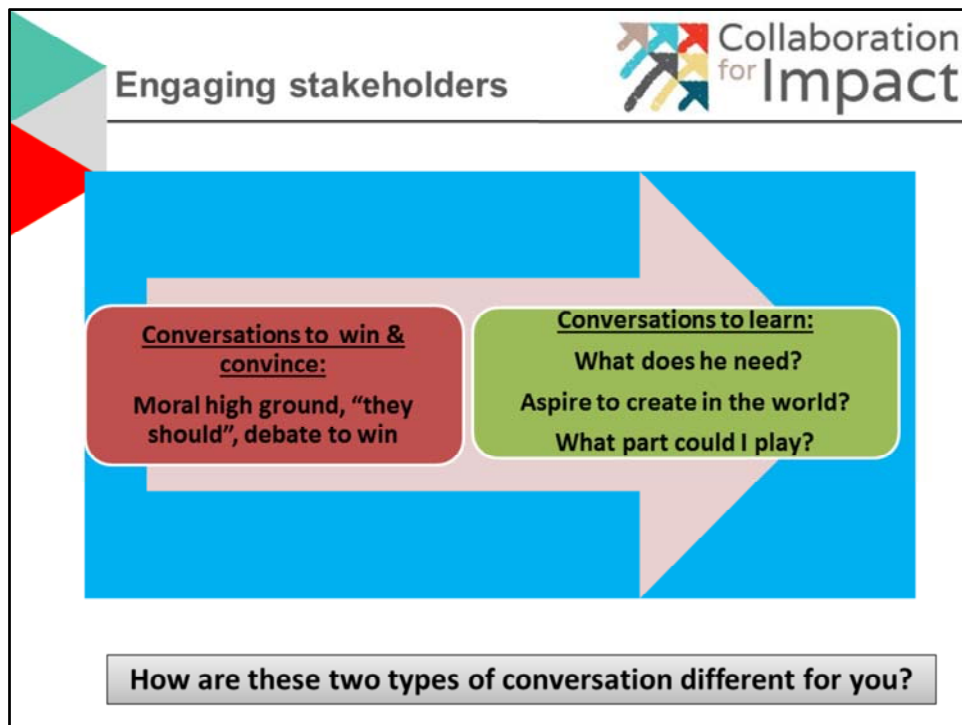 Engaging stakeholders
Collaboration
for Impact
Conversations to win &
convince:
Moral high ground, “they
should”, debate to win
Conversations to learn:
What does he need?
Aspire to create in the world?
What part could I play?
How are these two types of conversation different for you?